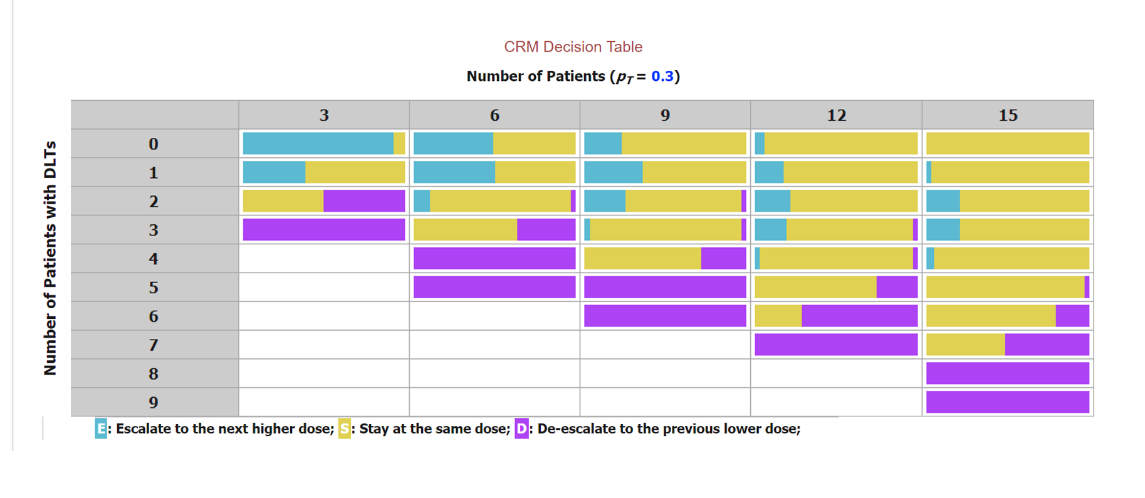 CRM Decision Table
Number of Patients (pT = 0.3)
3 6 9 12 15
Number of Patients with DLTs
0
1
2
3
4
5
6
7
8
9
E: Escalate to the next higher dose; S: Stay at the same dose; D: De-escalate to the previous lower dose;